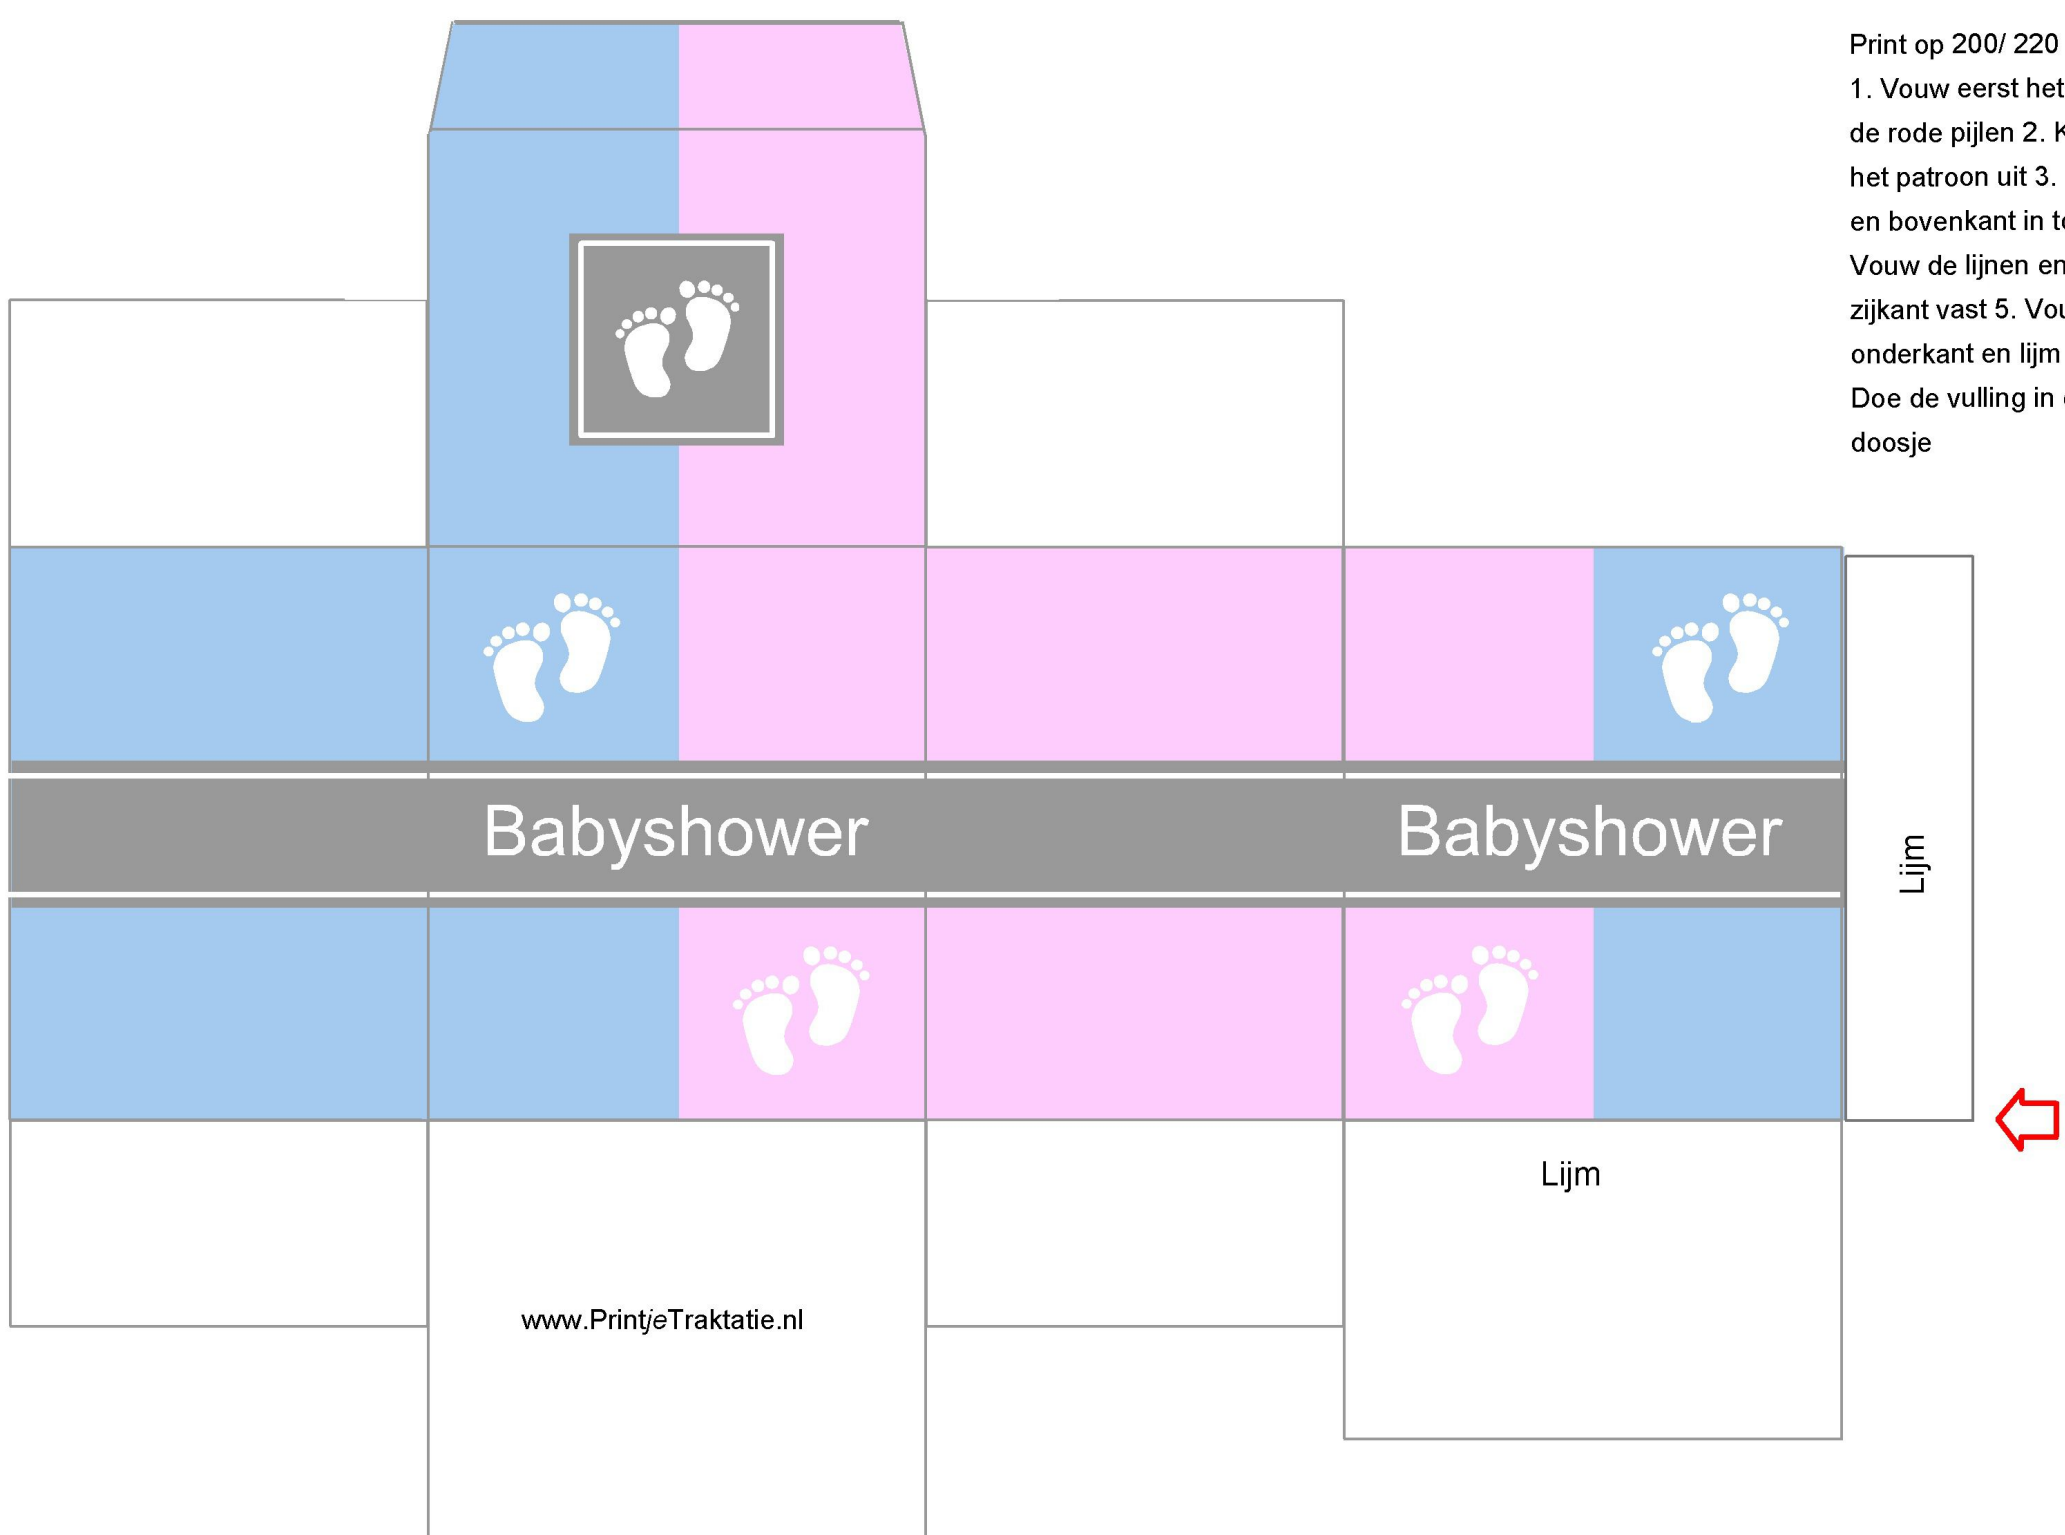 Print op 200/ 220
1. Vouw eerst het
de rode pijlen 2.
het patroon uit 3.
en bovenkant in
Vouw de lijnen en
zijkant vast 5.
onderkant en lijm
Doe de vulling in
doosje
Babyshower Babyshower
Lijm
Lijm
www.PrintjeTraktatie.nl